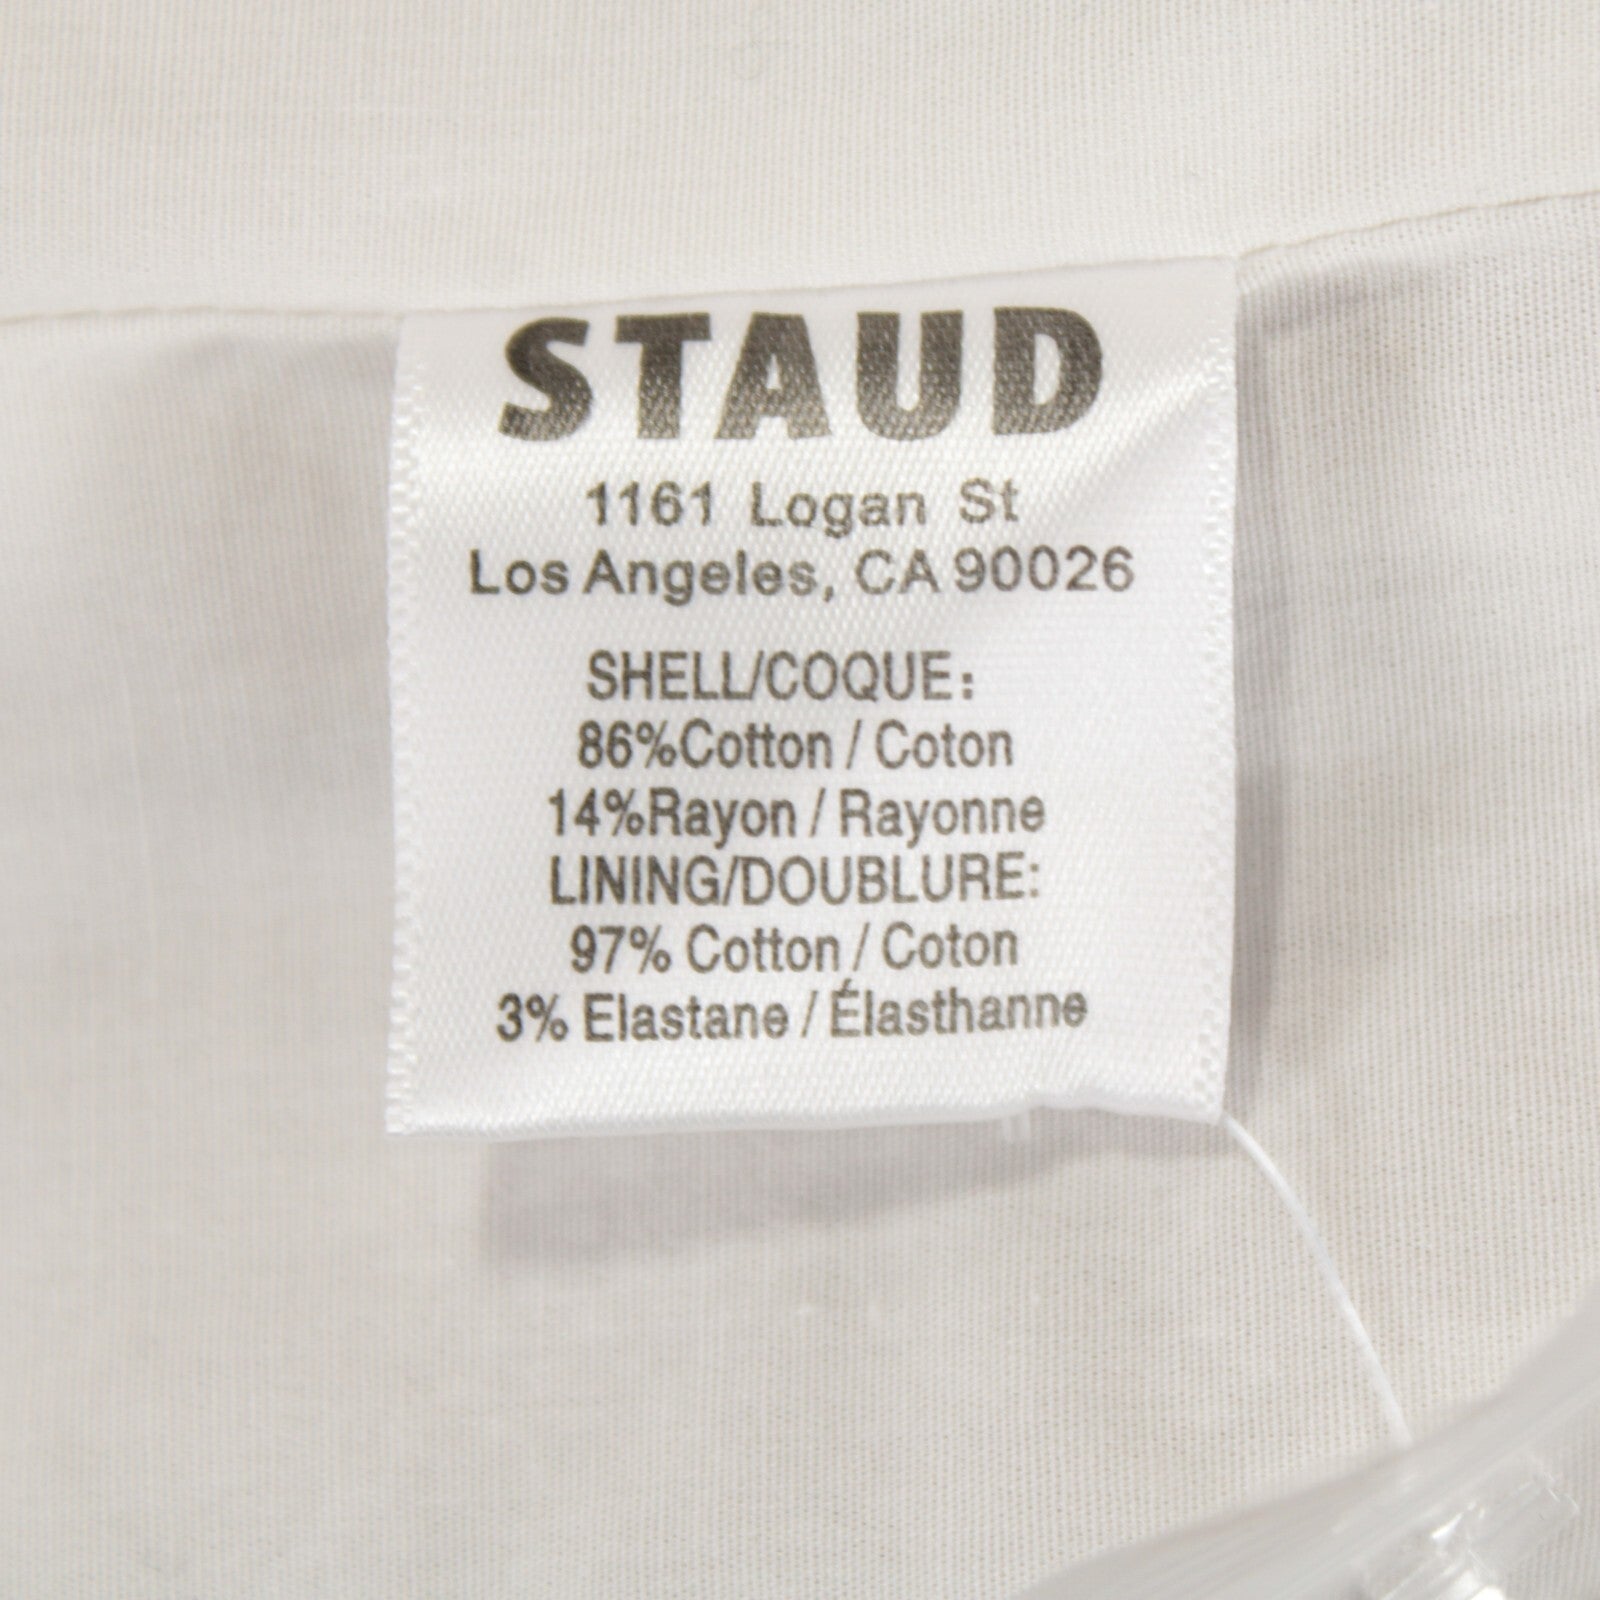 STAUD
1161 Logan St
Los Angeles, CA 90026
SHELL/COQUE:
86%Cotton / Coton
14%Rayon / Rayonne
LINING/DOUBLURE:
97% Cotton / Coton
3% Elastane / Élasthanne